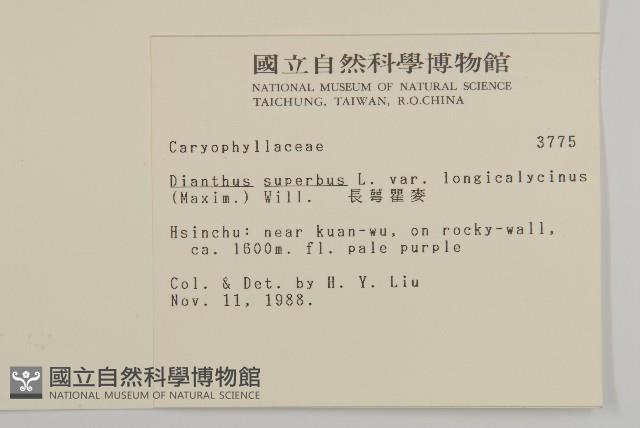 國立自然科學博物館
NATIONAL MUSEUM OF NATURAL SCIENCE
TAICHUNG, TAIWAN, R.O.CHINA
Caryophyllaceae 3775
Dianthus superbus L. var. longicalycinus
(Maxim.) Will. 長萼瞿麥
Hsinchu: near kuan-wu, on rocky-wall,
ca. 1600m. fl. pale purple
Col. & Det. by H. Y. Liu
Nov. 11, 1988.
國立自然科學博物館
NATIONAL MUSEUM OF NATURAL SCIENCE